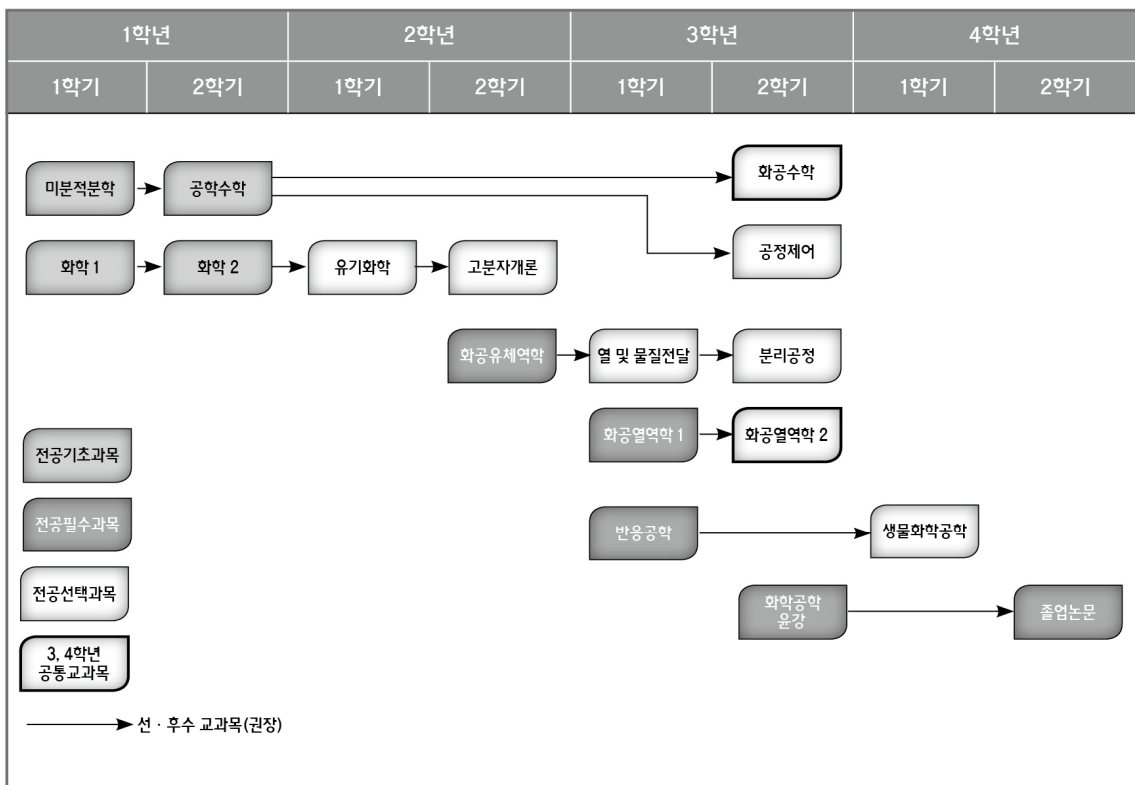 1학년 2학년 3학년 4학년
1학기 2학기 1학기 2학기 1학기 2학기 1학기 2학기
미분적분학 공학수학 화공수학
공정제어
화학 1 화학 2 유기화학 고분자개론
화공유체역학 열 및 물질전달 분리공정
화공열역학 1 화공열역학 2
전공기초과목
전공필수과목 반응공학 생물화학공학
전공선택과목
화학공학
윤강
졸업논문
3, 4학년
공통교과목
선 · 후수 교과목(권장)